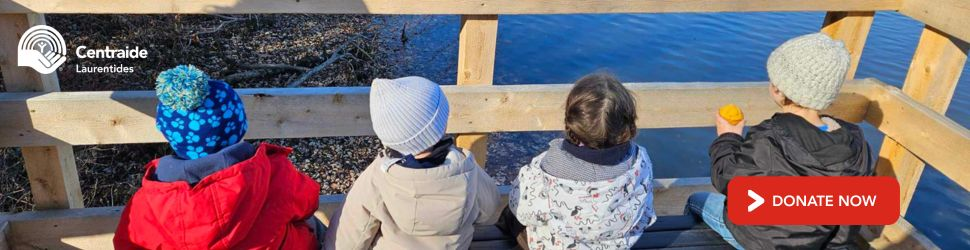 Centraide
Laurentides
DONATE NOW